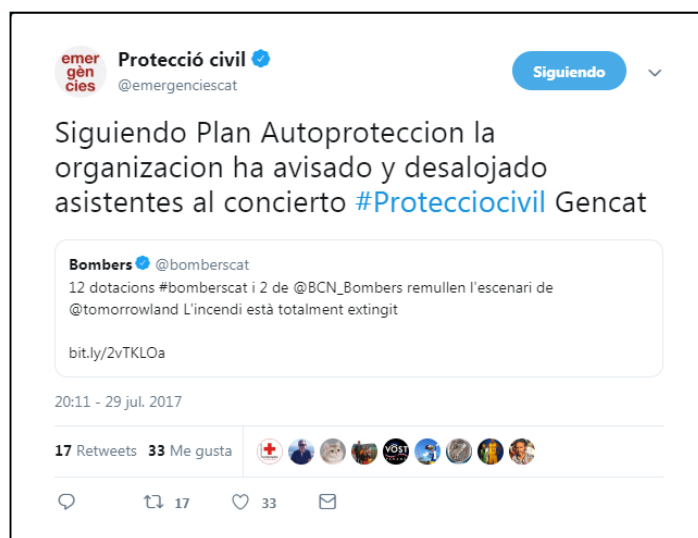 emer
gèn
cies
Protecció civil
@emergenciescat
Siguiendo
Siguiendo Plan Autoproteccion la
organizacion ha avisado y desalojado
asistentes al concierto #Protecciocivil Gencat
Bombers @bomberscat
12 dotacions #bomberscat i 2 de @BCN_Bombers remullen l'escenari de
@tomorrowland L'incendi està totalment extingit
bit.ly/2vTKLOa
20:11 - 29 jul. 2017
17 Retweets 33 Me gusta
VOST
17 33